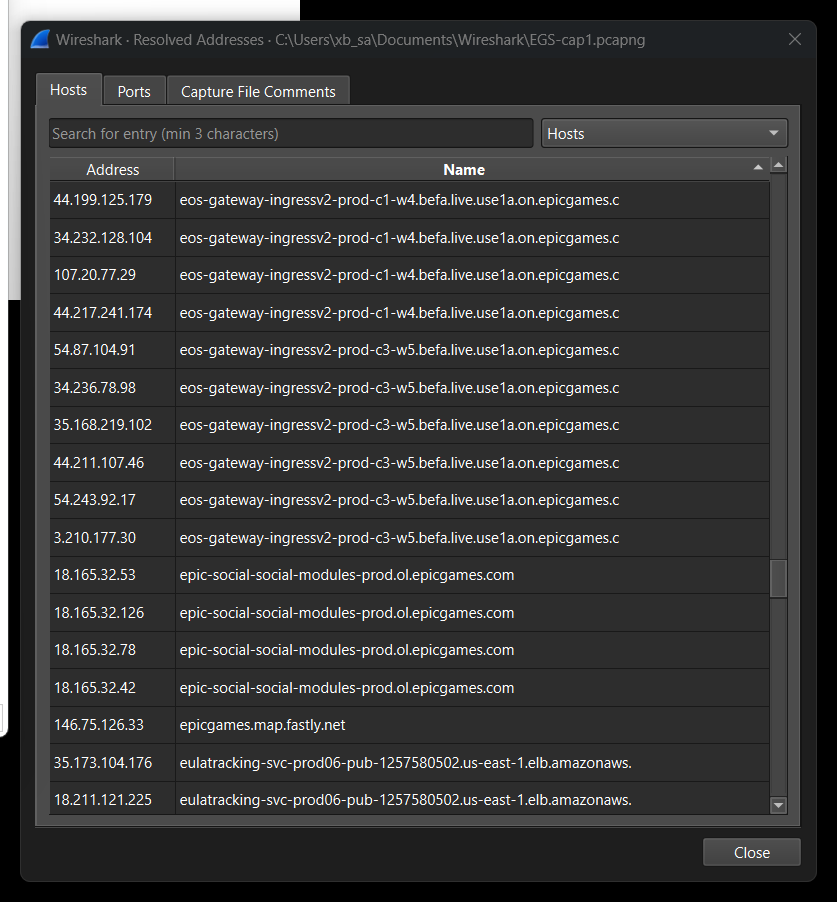 Wireshark · Resolved Addresses · C:\Users\xb_sa\Documents\Wireshark\EGS-cap1.pcapng
Hosts Ports Capture File Comments
Search for entry (min 3 characters) Hosts
Address Name
44.199.125.179 eos-gateway-ingressv2-prod-c1-w4.befa.live.use1a.on.epicgames.c
34.232.128.104 eos-gateway-ingressv2-prod-c1-w4.befa.live.use1a.on.epicgames.c
107.20.77.29 eos-gateway-ingressv2-prod-c1-w4.befa.live.use1a.on.epicgames.c
44.217.241.174 eos-gateway-ingressv2-prod-c1-w4.befa.live.use1a.on.epicgames.c
54.87.104.91 eos-gateway-ingressv2-prod-c3-w5.befa.live.use1a.on.epicgames.c
34.236.78.98 eos-gateway-ingressv2-prod-c3-w5.befa.live.use1a.on.epicgames.c
35.168.219.102 eos-gateway-ingressv2-prod-c3-w5.befa.live.use1a.on.epicgames.c
44.211.107.46 eos-gateway-ingressv2-prod-c3-w5.befa.live.use1a.on.epicgames.c
54.243.92.17 eos-gateway-ingressv2-prod-c3-w5.befa.live.use1a.on.epicgames.c
3.210.177.30 eos-gateway-ingressv2-prod-c3-w5.befa.live.use1a.on.epicgames.c
18.165.32.53 epic-social-social-modules-prod.ol.epicgames.com
18.165.32.126 epic-social-social-modules-prod.ol.epicgames.com
18.165.32.78 epic-social-social-modules-prod.ol.epicgames.com
18.165.32.42 epic-social-social-modules-prod.ol.epicgames.com
146.75.126.33 epicgames.map.fastly.net
35.173.104.176 eulatracking-svc-prod06-pub-1257580502.us-east-1.elb.amazonaws.
18.211.121.225 eulatracking-svc-prod06-pub-1257580502.us-east-1.elb.amazonaws.
Close